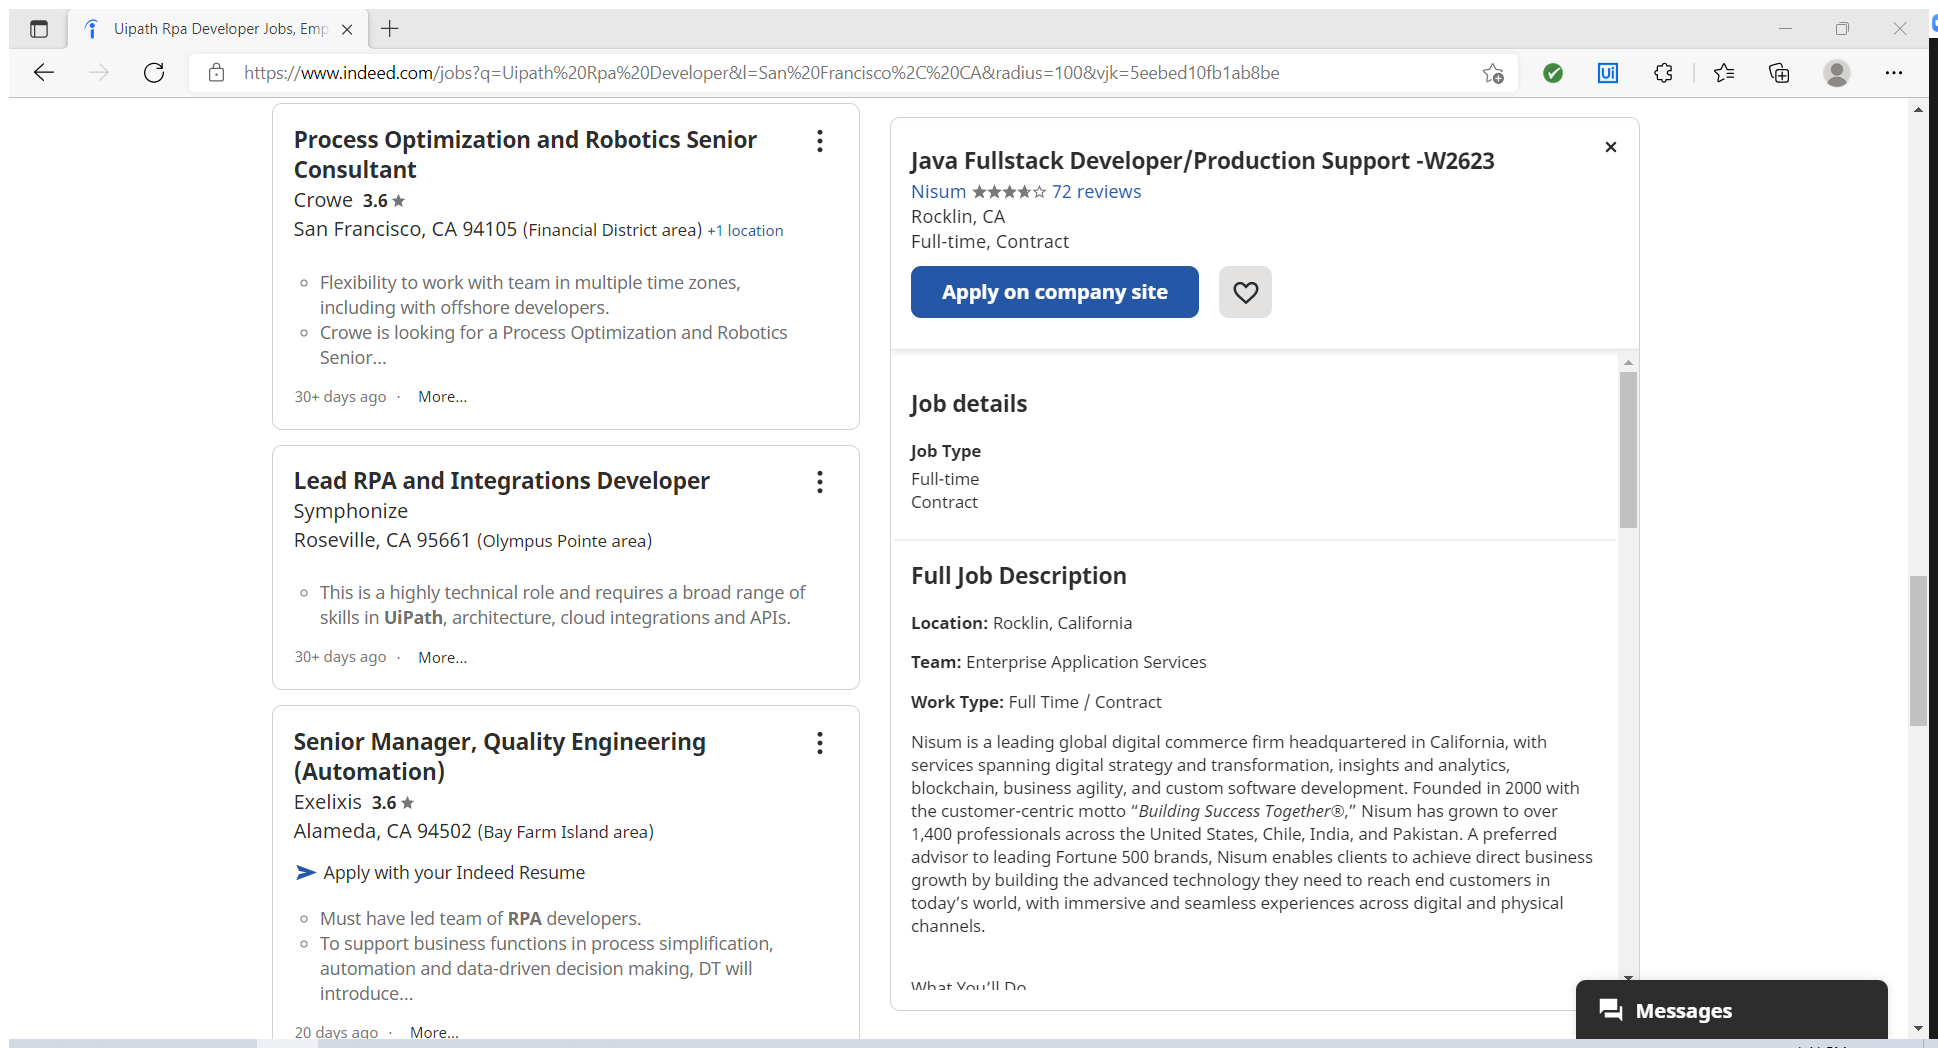 Uipath Rpa Developer Jobs, Emp
https://www.indeed.com/jobs?q=Uipath%20Rpa%20Developer&l=San%20Francisco%2C%20CA&radius=100&vjk=5eebed10fb1ab8be
Ui
Process Optimization and Robotics Senior
Consultant
Crowe 3.6 ★
San Francisco, CA 94105 (Financial District area) +1 location
Flexibility to work with team in multiple time zones,
including with offshore developers.
Crowe is looking for a Process Optimization and Robotics
Senior...
30+ days ago · More...
Lead RPA and Integrations Developer
Symphonize
Roseville, CA 95661 (Olympus Pointe area)
This is a highly technical role and requires a broad range of
skills in UiPath, architecture, cloud integrations and APIs.
30+ days ago · More...
Senior Manager, Quality Engineering
(Automation)
Exelixis 3.6 ★
Alameda, CA 94502 (Bay Farm Island area)
Apply with your Indeed Resume
Must have led team of RPA developers.
To support business functions in process simplification,
automation and data-driven decision making, DT will
introduce...
20 days ago · More...
Java Fullstack Developer/Production Support -W2623
Nisum ★★★★☆ 72 reviews
Rocklin, CA
Full-time, Contract
Apply on company site
Job details
Job Type
Full-time
Contract
Full Job Description
Location: Rocklin, California
Team: Enterprise Application Services
Work Type: Full Time / Contract
Nisum is a leading global digital commerce firm headquartered in California, with
services spanning digital strategy and transformation, insights and analytics,
blockchain, business agility, and custom software development. Founded in 2000 with
the customer-centric motto “Building Success Together®,” Nisum has grown to over
1,400 professionals across the United States, Chile, India, and Pakistan. A preferred
advisor to leading Fortune 500 brands, Nisum enables clients to achieve direct business
growth by building the advanced technology they need to reach end customers in
today’s world, with immersive and seamless experiences across digital and physical
channels.
What You’ll Do
Messages